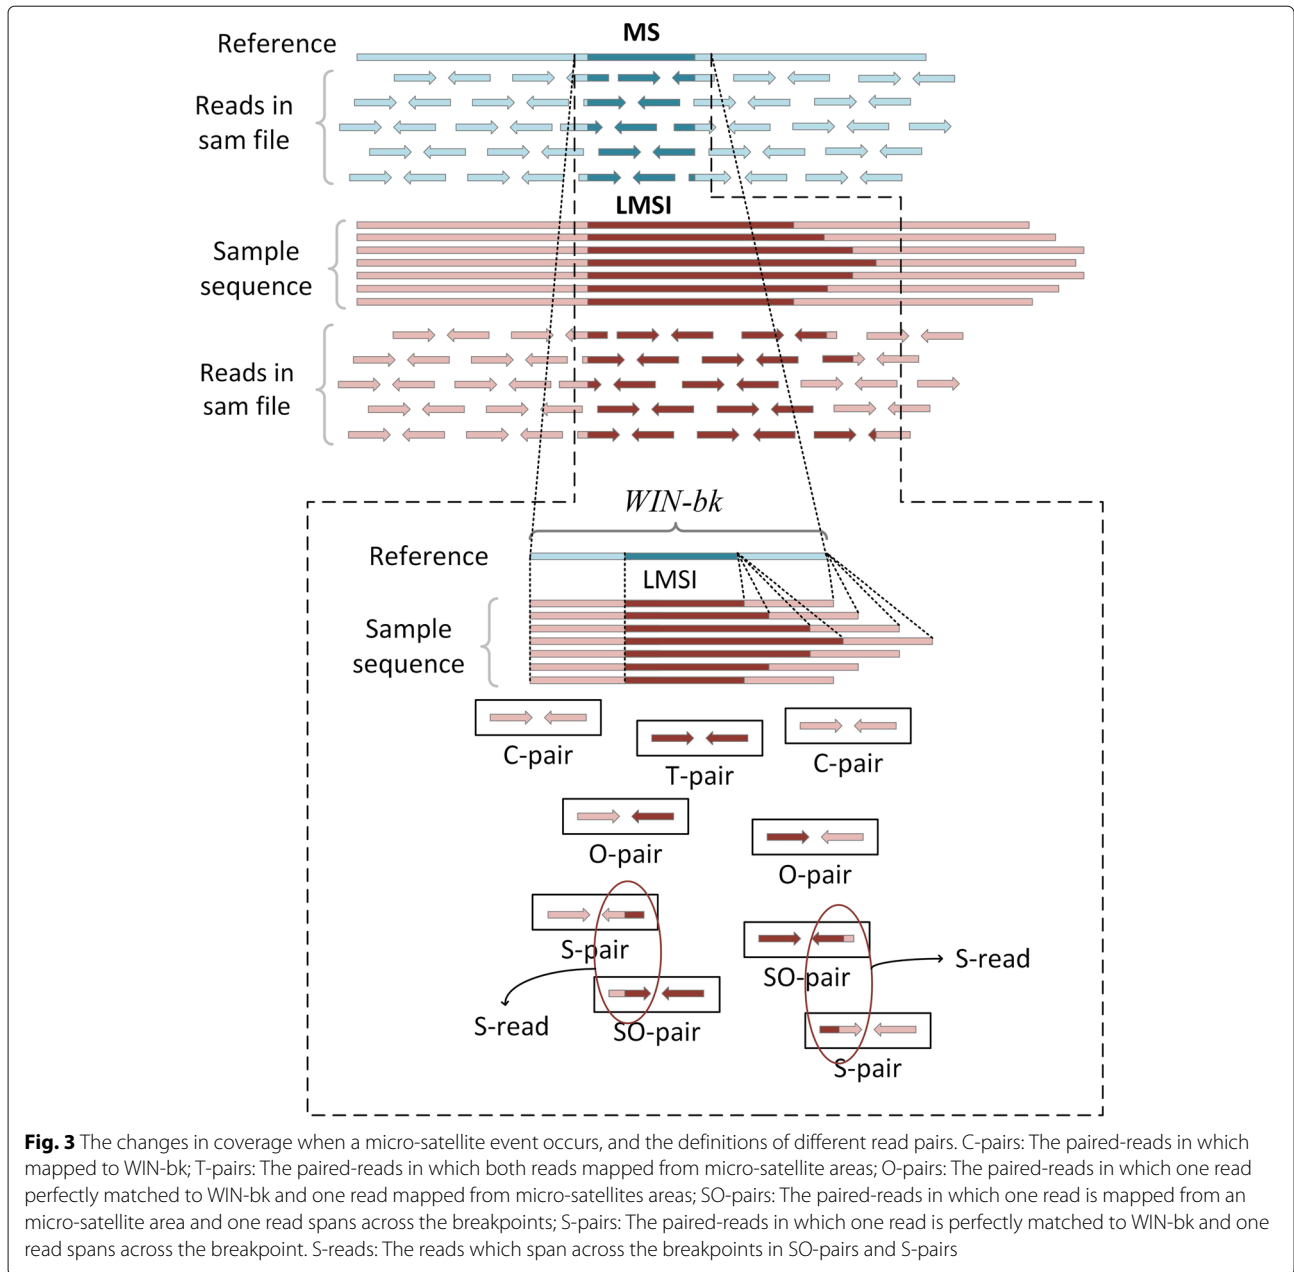 MS
Reference
Reads in
sam file
LMSI
Sample
sequence
Reads in
sam file
WIN-bk
Reference
LMSI
Sample
sequence
C-pair
T-pair
C-pair
O-pair
O-pair
S-pair
SO-pair
S-read
S-read
SO-pair
S-pair
Fig. 3 The changes in coverage when a micro-satellite event occurs, and the definitions of different read pairs. C-pairs: The paired-reads in which
mapped to WIN-bk; T-pairs: The paired-reads in which both reads mapped from micro-satellite areas; O-pairs: The paired-reads in which one read
perfectly matched to WIN-bk and one read mapped from micro-satellites areas; SO-pairs: The paired-reads in which one read is mapped from an
micro-satellite area and one read spans across the breakpoints; S-pairs: The paired-reads in which one read is perfectly matched to WIN-bk and one
read spans across the breakpoint. S-reads: The reads which span across the breakpoints in SO-pairs and S-pairs